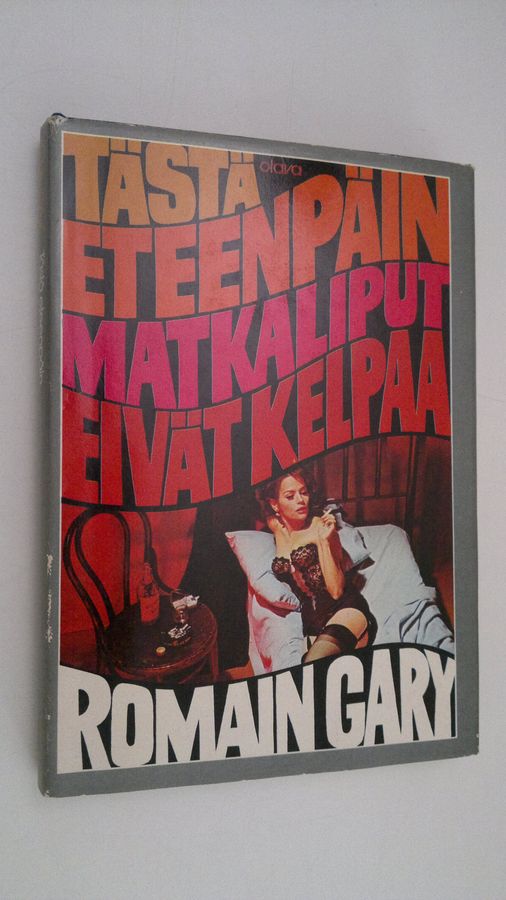 TÄSTÄ
otava
ETEENPÄIN
MATKALIPUT
EIVÄT KELPAA
ROMAIN GARY